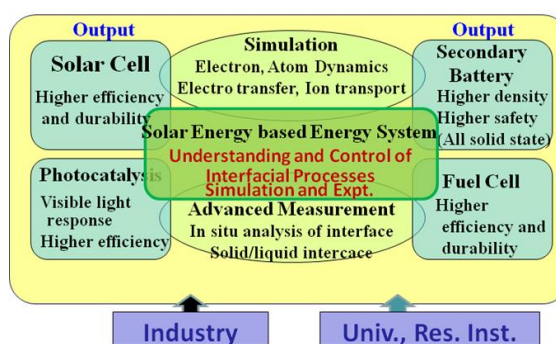 Output
Solar Cell
Higher efficiency
and durability
Simulation
Electron, Atom Dynamics
Electro transfer, Ion transport
Output
Secondary
Battery
Higher density
Higher safety
(All solid state)
Solar Energy based Energy System
Understanding and Control of
Interfacial Processes
Simulation and Expt.
Photocatalysis
Visible light
response
Higher efficiency
Advanced Measurement
In situ analysis of interface
Solid/liquid intercace
Fuel Cell
Higher
efficiency and
durability
Industry
Univ., Res. Inst.